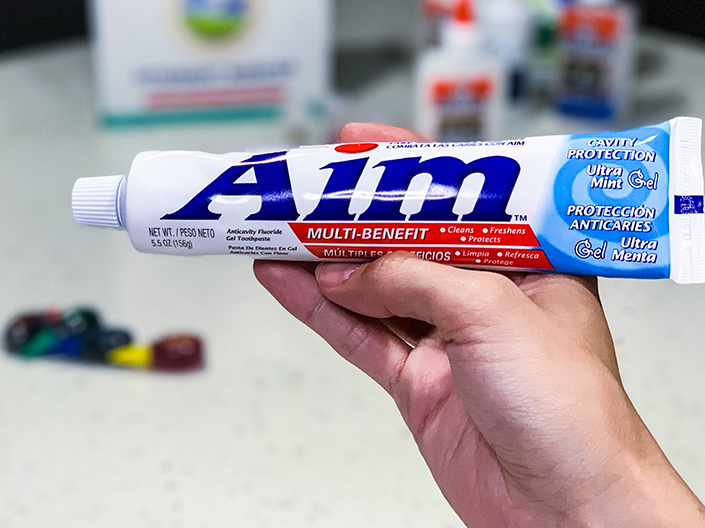 COMBATA LAS CARIES CON AIM
Aim™
NET WT. / PESO NETO
5.5 OZ (156g)
Anticavity Fluoride
Gel Toothpaste
Pasta De Dientes En Gel
Anticaries Con Flúor
MULTI-BENEFIT • Cleans • Freshens
• Protects
MÚLTIPLES BENEFICIOS • Limpia • Refresca
• Protege
CAVITY
PROTECTION
Ultra
Mint Gel
PROTECCIÓN
ANTICARIES
Gel Ultra
Menta